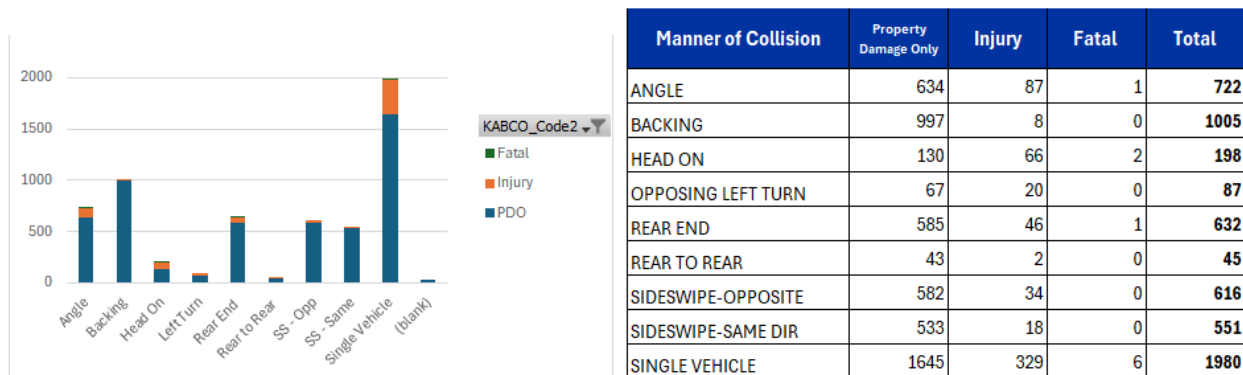 2000
1500
1000
500
0
Angle
Backing
Head On
Left Turn
Rear End
Rear to Rear
SS - Opp
SS - Same
Single Vehicle
(blank)
KABCO_Code2
Fatal
Injury
PDO
Manner of Collision Property Damage Only Injury Fatal Total
ANGLE 634 87 1 722
BACKING 997 8 0 1005
HEAD ON 130 66 2 198
OPPOSING LEFT TURN 67 20 0 87
REAR END 585 46 1 632
REAR TO REAR 43 2 0 45
SIDESWIPE-OPPOSITE 582 34 0 616
SIDESWIPE-SAME DIR 533 18 0 551
SINGLE VEHICLE 1645 329 6 1980